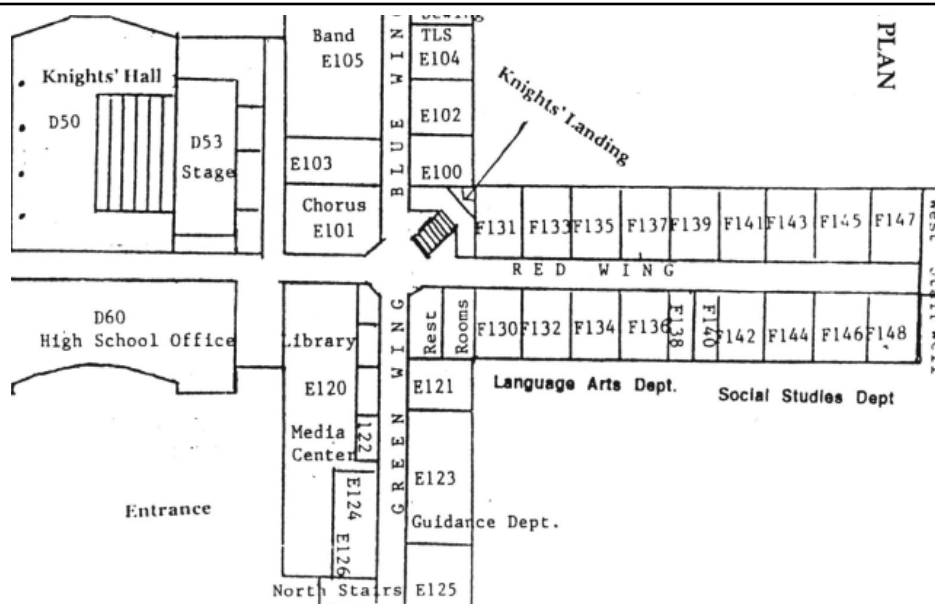 PLAN
Band
E105
TLS
E104
BLUE WING
Knights' Hall
D50
D53
Stage
E102
Knights' Landing
E103
E100
Chorus
E101
F131
F133
F135
F137
F139
F141
F143
F145
F147
RED WING
D60
High School Office
Library
Rest
Rooms
F130
F132
F134
F136
F138
F140
F142
F144
F146
F148
West Stairwell
Language Arts Dept.
Social Studies Dept
E120
E121
Media
Center
122
GREEN WING
E123
E124
Guidance Dept.
Entrance
E126
North Stairs
E125